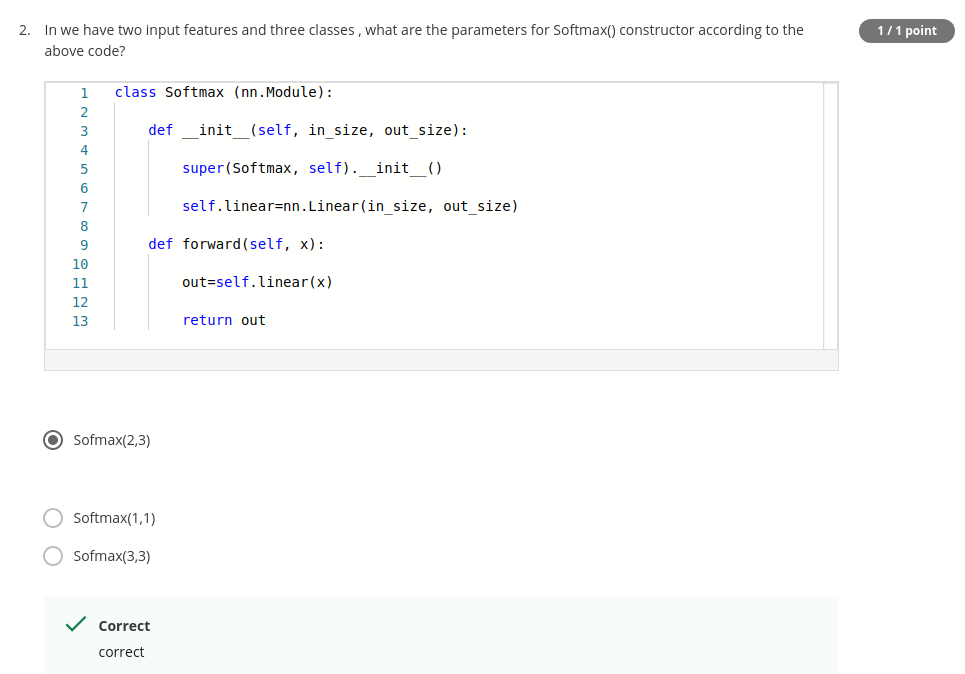 2. In we have two input features and three classes , what are the parameters for Softmax() constructor according to the
above code?
1 / 1 point
1 class Softmax (nn.Module):
2
3 def __init__(self, in_size, out_size):
4
5 super(Softmax, self).__init__()
6
7 self.linear=nn.Linear(in_size, out_size)
8
9 def forward(self, x):
10
11 out=self.linear(x)
12
13 return out
Sofmax(2,3)
Softmax(1,1)
Sofmax(3,3)
Correct
correct